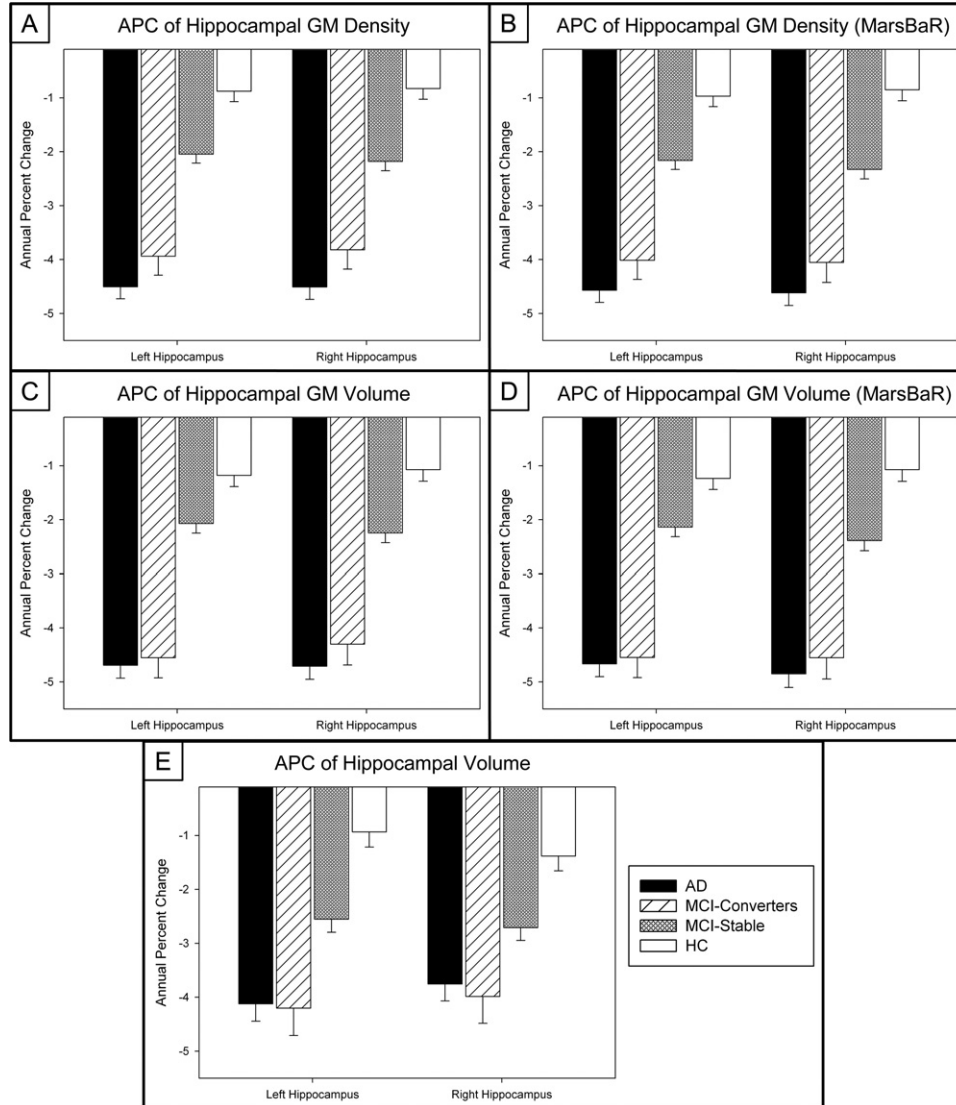 A
APC of Hippocampal GM Density
Annual Percent Change
-1
-2
-3
-4
-5
Left Hippocampus
Right Hippocampus
B
APC of Hippocampal GM Density (MarsBaR)
Annual Percent Change
-1
-2
-3
-4
-5
Left Hippocampus
Right Hippocampus
C
APC of Hippocampal GM Volume
Annual Percent Change
-1
-2
-3
-4
-5
Left Hippocampus
Right Hippocampus
D
APC of Hippocampal GM Volume (MarsBaR)
Annual Percent Change
-1
-2
-3
-4
-5
Left Hippocampus
Right Hippocampus
E
APC of Hippocampal Volume
Annual Percent Change
-1
-2
-3
-4
-5
Left Hippocampus
Right Hippocampus
AD
MCI-Converters
MCI-Stable
HC